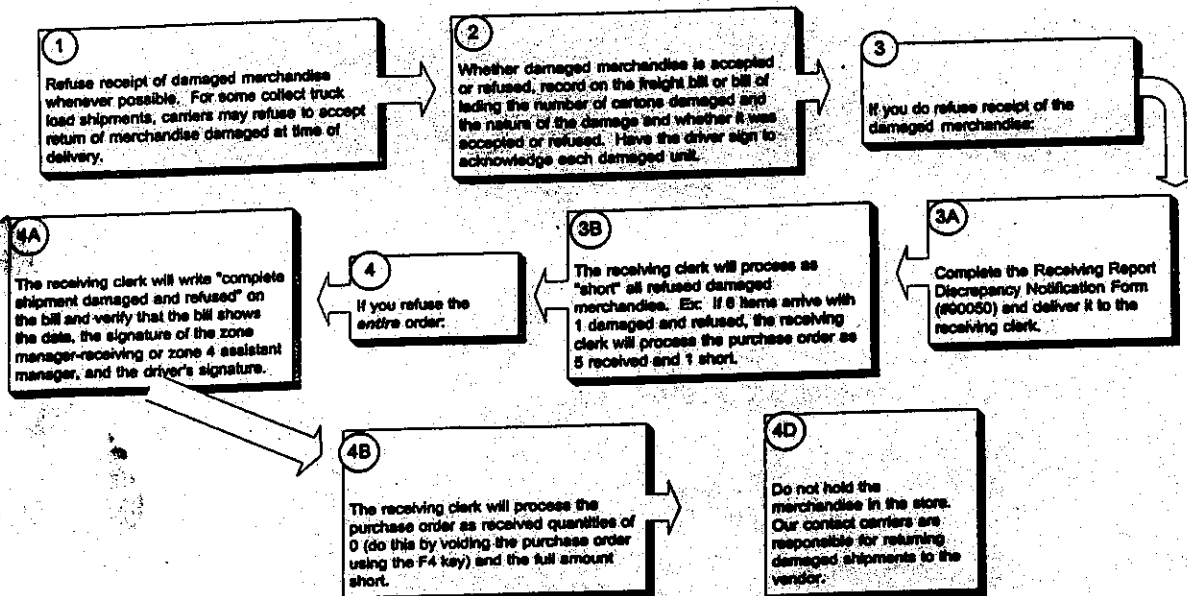 1
Refuse receipt of damaged merchandise
whenever possible. For some collect truck
load shipments, carriers may refuse to accept
return of merchandise damaged at time of
delivery.
2
Whether damaged merchandise is accepted
or refused, record on the freight bill or bill of
lading the number of cartons damaged and
the nature of the damage and whether it was
accepted or refused. Have the driver sign to
acknowledge each damaged unit.
3
If you do refuse receipt of the
damaged merchandise:
3A
Complete the Receiving Report
Discrepancy Notification Form
(#90050) and deliver it to the
receiving clerk.
3B
The receiving clerk will process as
"short" all refused damaged
merchandise. Ex: If 6 items arrive with
1 damaged and refused, the receiving
clerk will process the purchase order as
5 received and 1 short.
4
If you refuse the
entire order:
4A
The receiving clerk will write "complete
shipment damaged and refused" on
the bill and verify that the bill shows
the date, the signature of the zone
manager-receiving or zone 4 assistant
manager, and the driver's signature.
4B
The receiving clerk will process the
purchase order as received quantities of
0 (do this by voiding the purchase order
using the F4 key) and the full amount
short.
4D
Do not hold the
merchandise in the store.
Our contact carriers are
responsible for returning
damaged shipments to the
vendor.